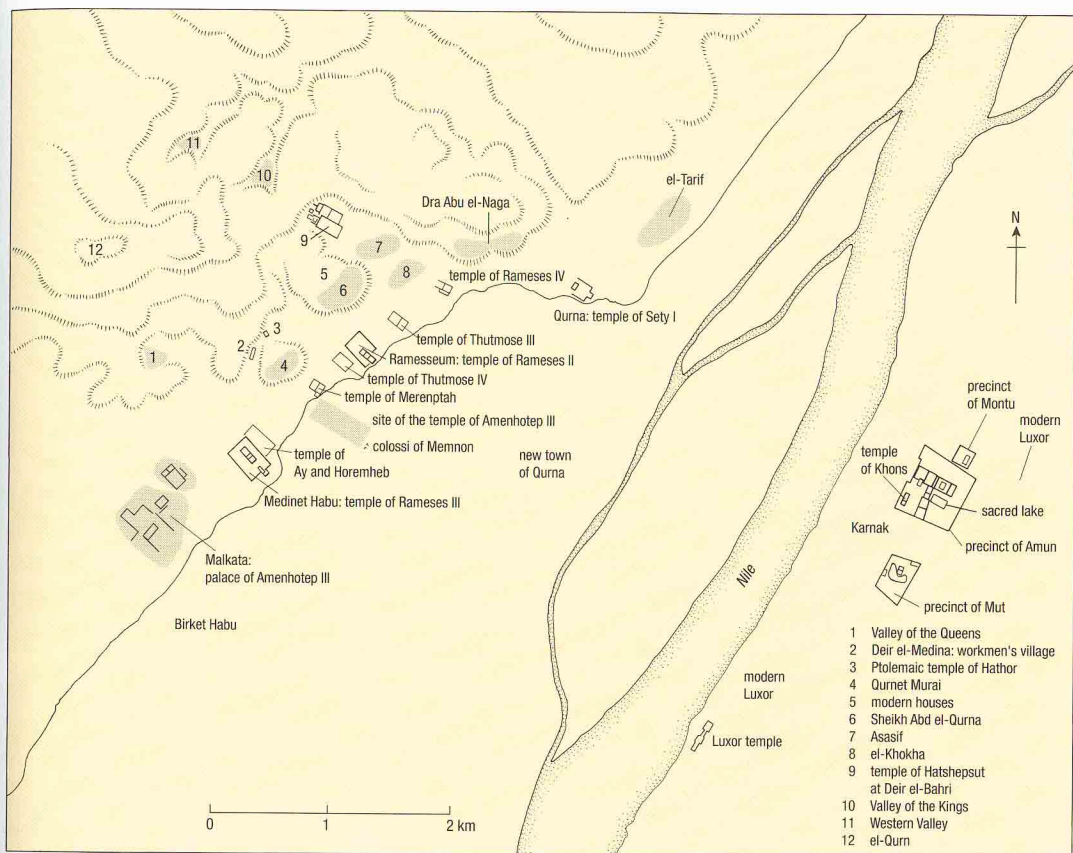 11
10
el-Tarif
Dra Abu el-Naga
N
12
9
7
5
8
6
temple of Rameses IV
Qurna: temple of Sety I
3
2
temple of Thutmose III
1
4
Ramesseum: temple of Rameses II
temple of Thutmose IV
temple of Merenptah
site of the temple of Amenhotep III
colossi of Memnon
new town
of Qurna
temple of
Ay and Horemheb
Medinet Habu: temple of Rameses III
Malkata:
palace of Amenhotep III
Birket Habu
Nile
precinct
of Montu
modern
Luxor
temple
of Khons
sacred lake
Karnak
precinct of Amun
precinct of Mut
modern
Luxor
Luxor temple
0
1
2 km
1 Valley of the Queens
2 Deir el-Medina: workmen's village
3 Ptolemaic temple of Hathor
4 Qurnet Murai
5 modern houses
6 Sheikh Abd el-Qurna
7 Asasif
8 el-Khokha
9 temple of Hatshepsut
at Deir el-Bahri
10 Valley of the Kings
11 Western Valley
12 el-Qurn